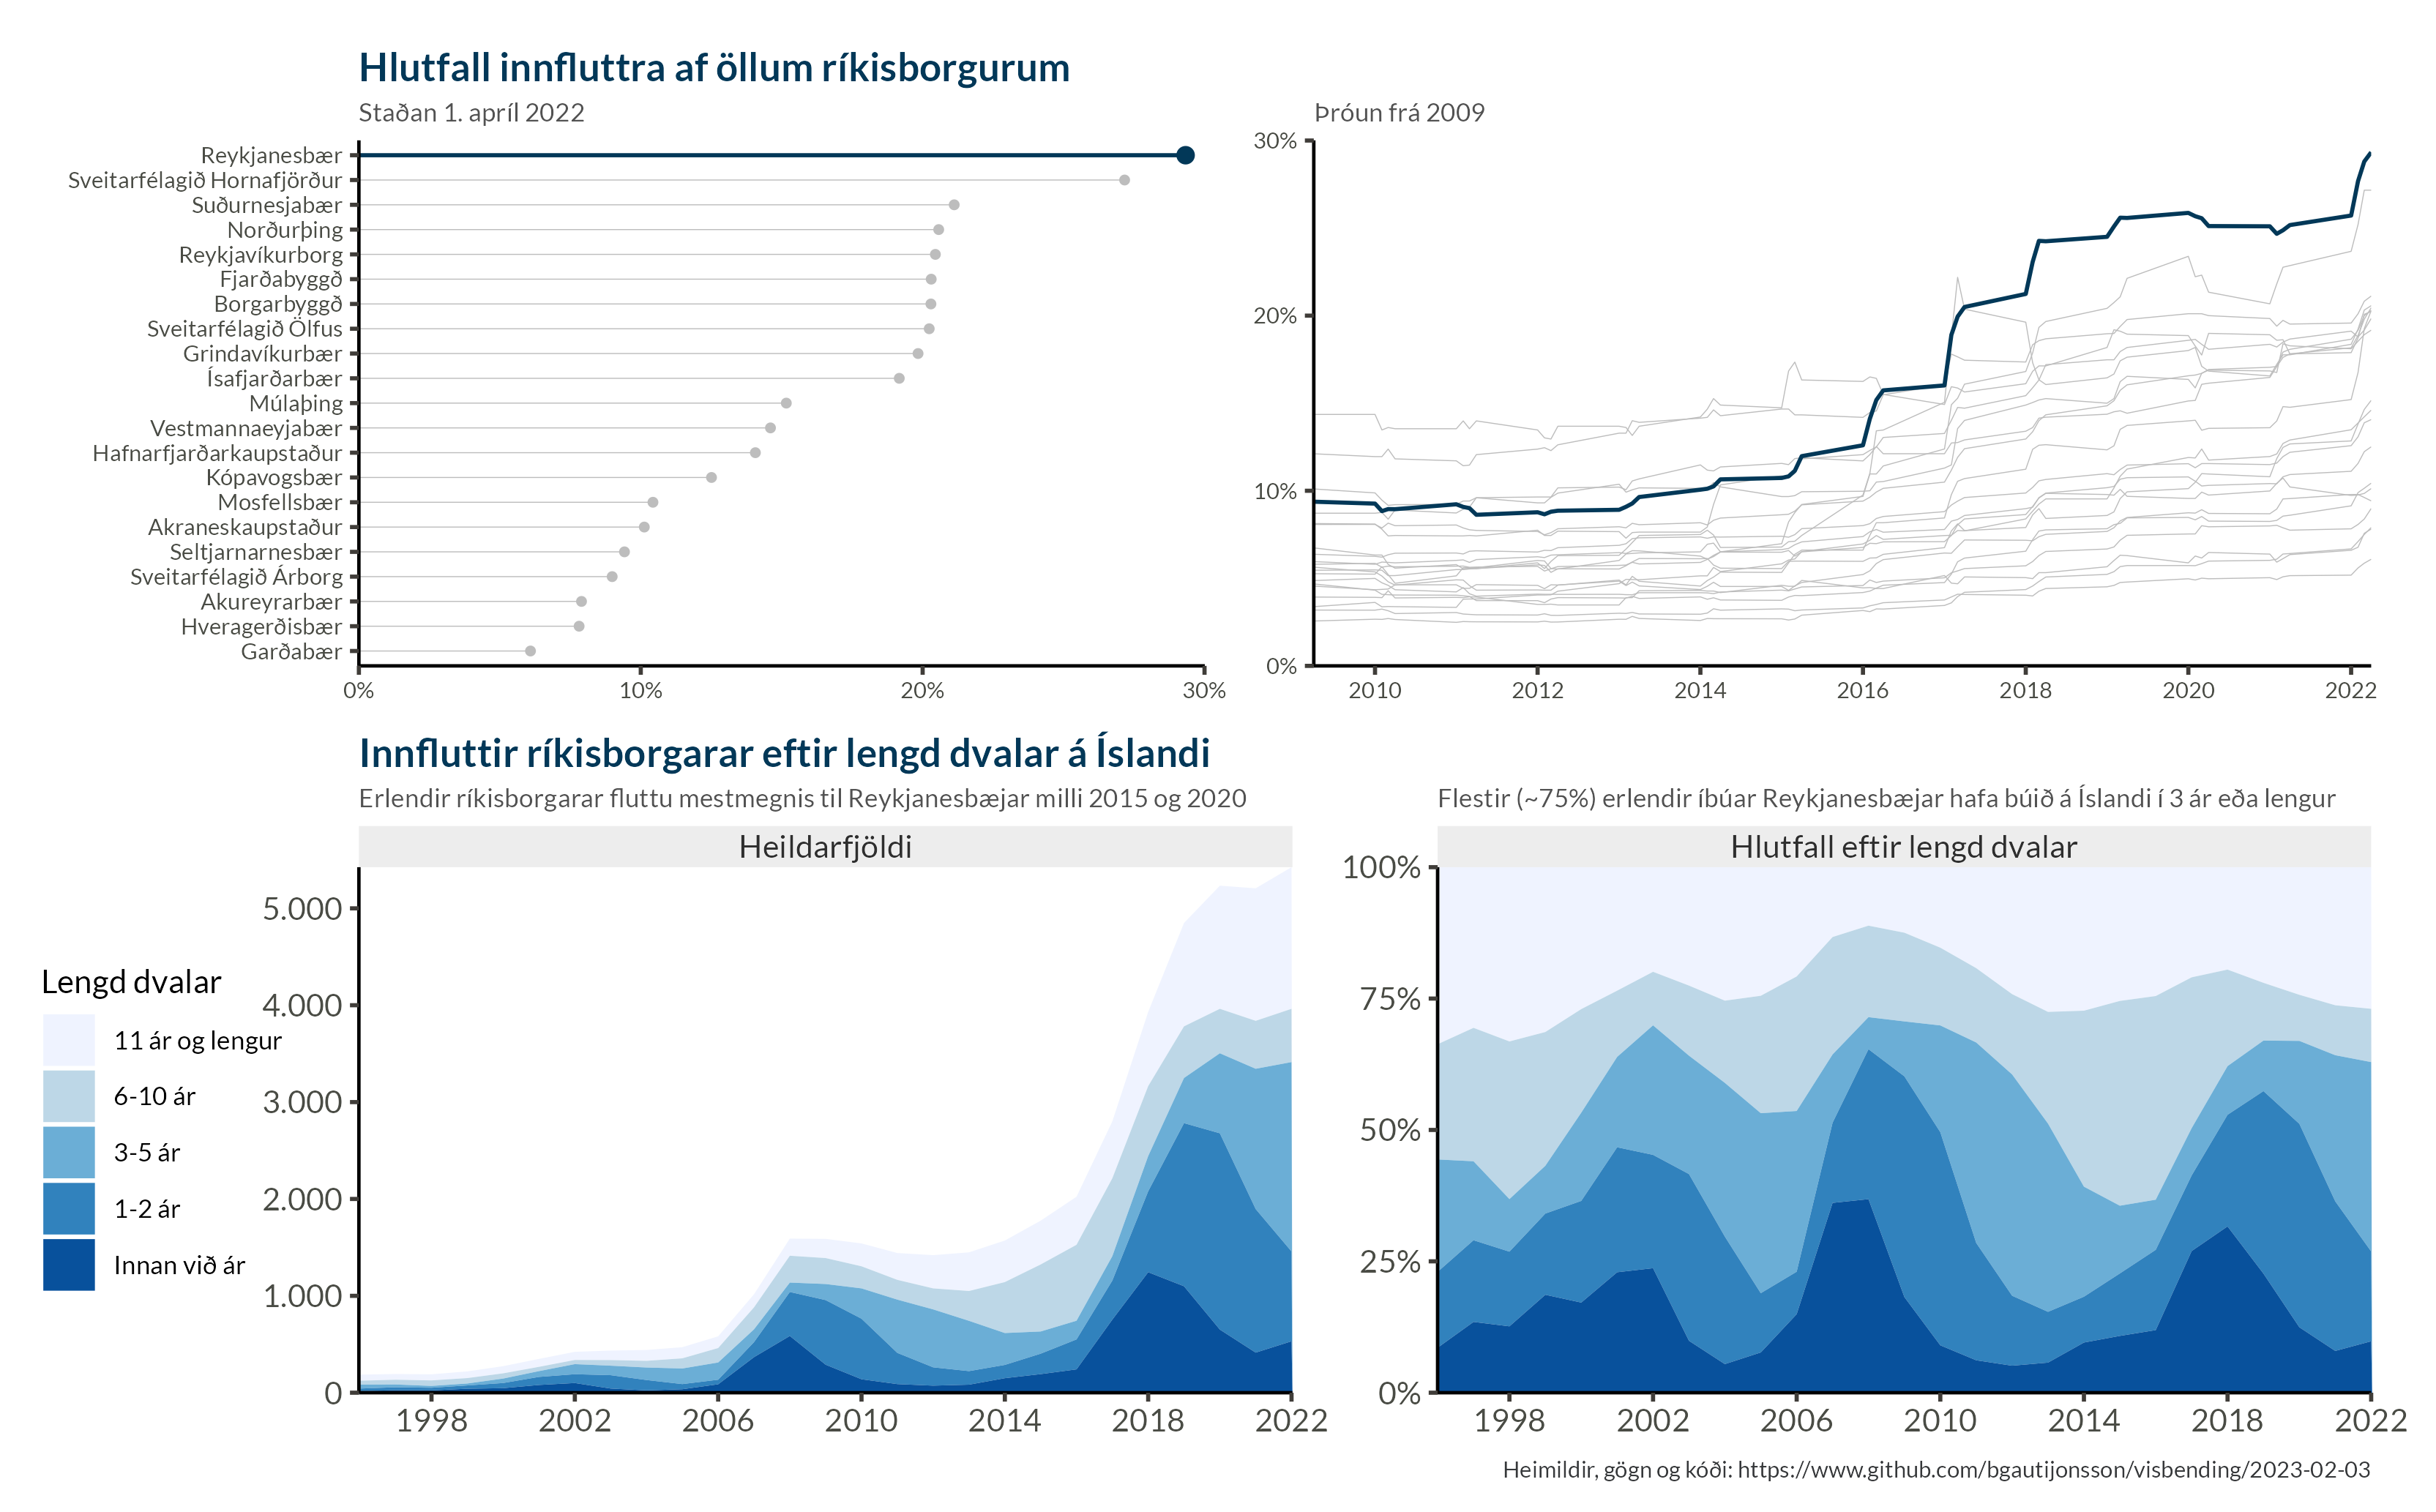 Hlutfall innfluttra af öllum ríkisborgurum
Staðan 1. apríl 2022
Reykjanesbær
Sveitarfélagið Hornafjörður
Suðurnesjabær
Norðurþing
Reykjavíkurborg
Fjarðabyggð
Borgarbyggð
Sveitarfélagið Ölfus
Grindavíkurbær
Ísafjarðarbær
Múlaþing
Vestmannaeyjabær
Hafnarfjarðarkaupstaður
Kópavogsbær
Mosfellsbær
Akraneskaupstaður
Seltjarnarnesbær
Sveitarfélagið Árborg
Akureyrarbær
Hveragerðisbær
Garðabær
0% 10% 20% 30%
Þróun frá 2009
30%
20%
10%
0%
2010 2012 2014 2016 2018 2020 2022
Innfluttir ríkisborgarar eftir lengd dvalar á Íslandi
Erlendir ríkisborgarar fluttu mestmegnis til Reykjanesbæjar milli 2015 og 2020
Heildarfjöldi
5.000
4.000
3.000
2.000
1.000
0
1998 2002 2006 2010 2014 2018 2022
Lengd dvalar
11 ár og lengur
6-10 ár
3-5 ár
1-2 ár
Innan við ár
Flestir (~75%) erlendir íbúar Reykjanesbæjar hafa búið á Íslandi í 3 ár eða lengur
Hlutfall eftir lengd dvalar
100%
75%
50%
25%
0%
1998 2002 2006 2010 2014 2018 2022
Heimildir, gögn og kóði: https://www.github.com/bgautijonsson/visbending/2023-02-03